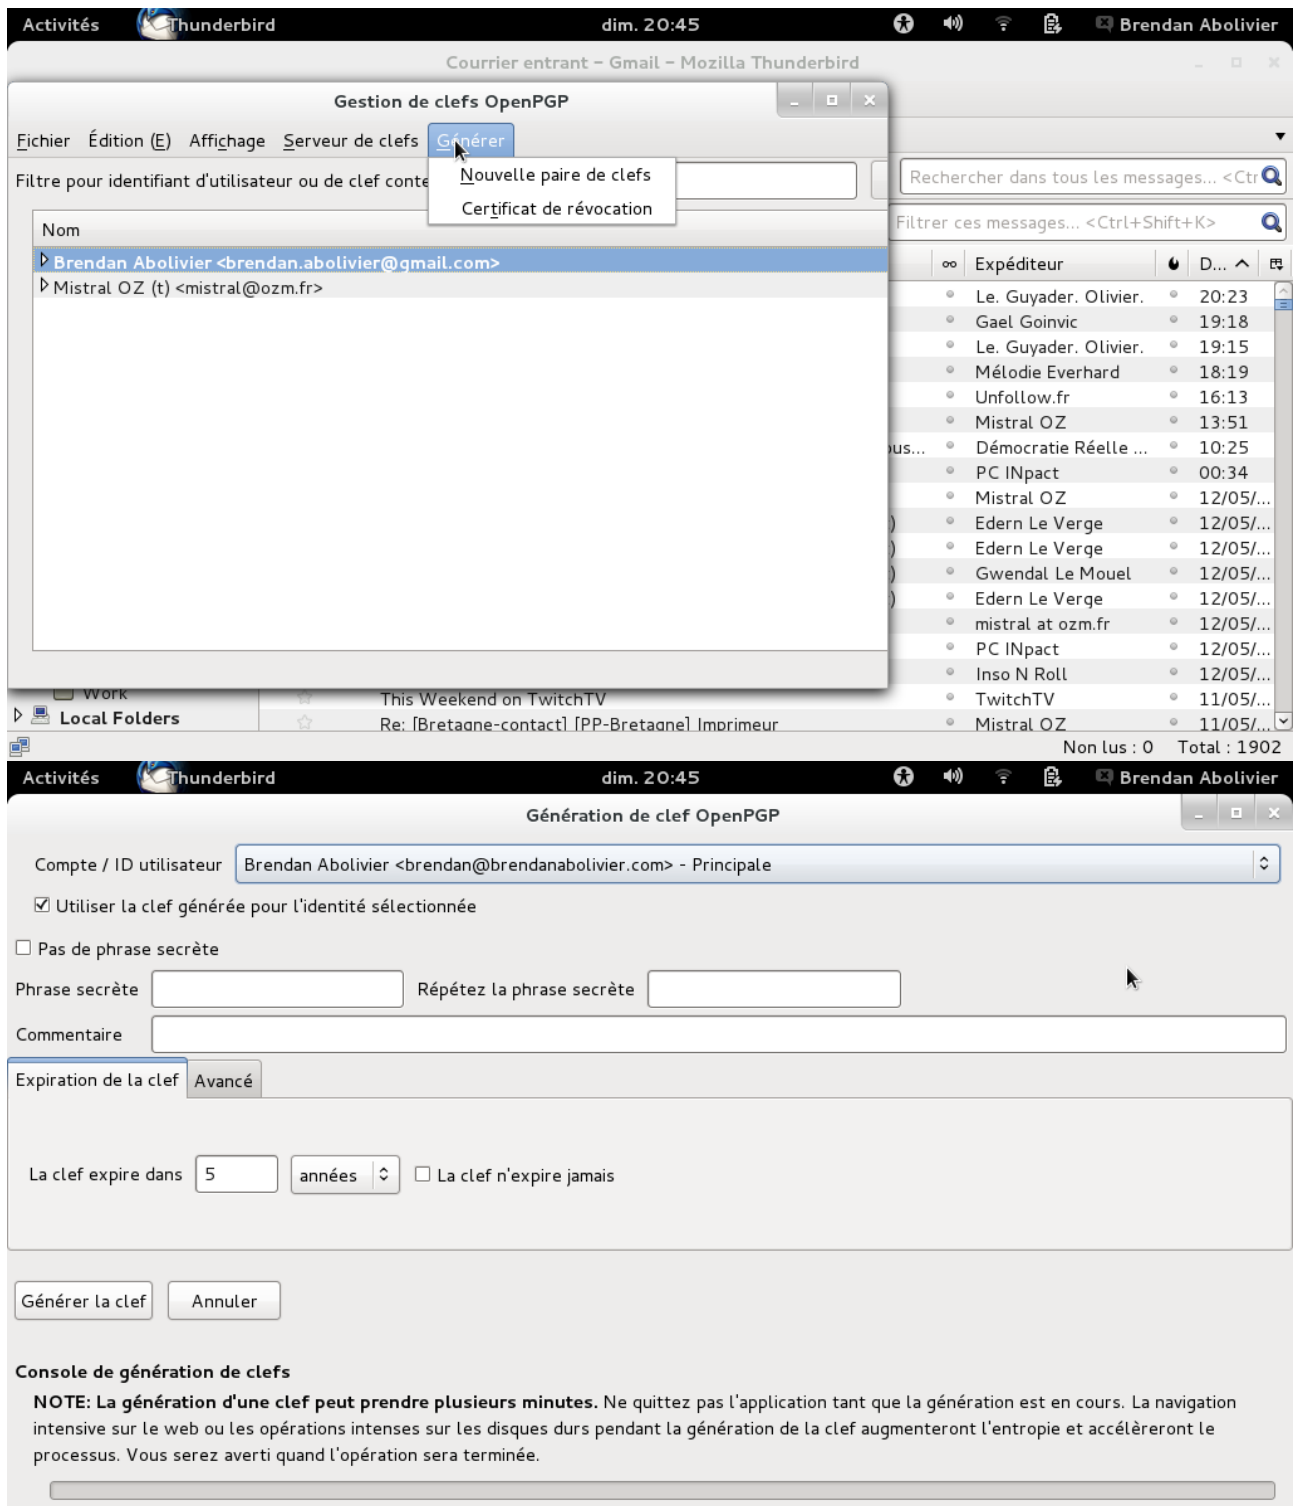 Activités Thunderbird dim. 20:45 Brendan Abolivier
Courrier entrant – Gmail – Mozilla Thunderbird
Gestion de clefs OpenPGP
Fichier Édition (E) Affichage Serveur de clefs Générer
Nouvelle paire de clefs
Certificat de révocation
Filtre pour identifiant d'utilisateur ou de clef conte
Rechercher dans tous les messages... <Ctr
Filtrer ces messages... <Ctrl+Shift+K>
Nom
Brendan Abolivier <brendan.abolivier@gmail.com>
Mistral OZ (t) <mistral@ozm.fr>
Expéditeur D...
Le. Guyader. Olivier. 20:23
Gael Goinvic 19:18
Le. Guyader. Olivier. 19:15
Mélodie Everhard 18:19
Unfollow.fr 16:13
Mistral OZ 13:51
ous... Démocratie Réelle ... 10:25
PC INpact 00:34
Mistral OZ 12/05/...
) Edern Le Verge 12/05/...
) Edern Le Verge 12/05/...
) Gwendal Le Mouel 12/05/...
) Edern Le Verge 12/05/...
mistral at ozm.fr 12/05/...
PC INpact 12/05/...
Inso N Roll 12/05/...
Work This Weekend on TwitchTV TwitchTV 11/05/...
Local Folders Re: [Bretagne-contact] [PP-Bretagne] Imprimeur Mistral OZ 11/05/...
Non lus : 0 Total : 1902
Activités Thunderbird dim. 20:45 Brendan Abolivier
Génération de clef OpenPGP
Compte / ID utilisateur Brendan Abolivier <brendan@brendanabolivier.com> - Principale
Utiliser la clef générée pour l'identité sélectionnée
Pas de phrase secrète
Phrase secrète Répétez la phrase secrète
Commentaire
Expiration de la clef Avancé
La clef expire dans 5 années La clef n'expire jamais
Générer la clef Annuler
Console de génération de clefs
NOTE: La génération d'une clef peut prendre plusieurs minutes. Ne quittez pas l'application tant que la génération est en cours. La navigation
intensive sur le web ou les opérations intenses sur les disques durs pendant la génération de la clef augmenteront l'entropie et accélèreront le
processus. Vous serez averti quand l'opération sera terminée.